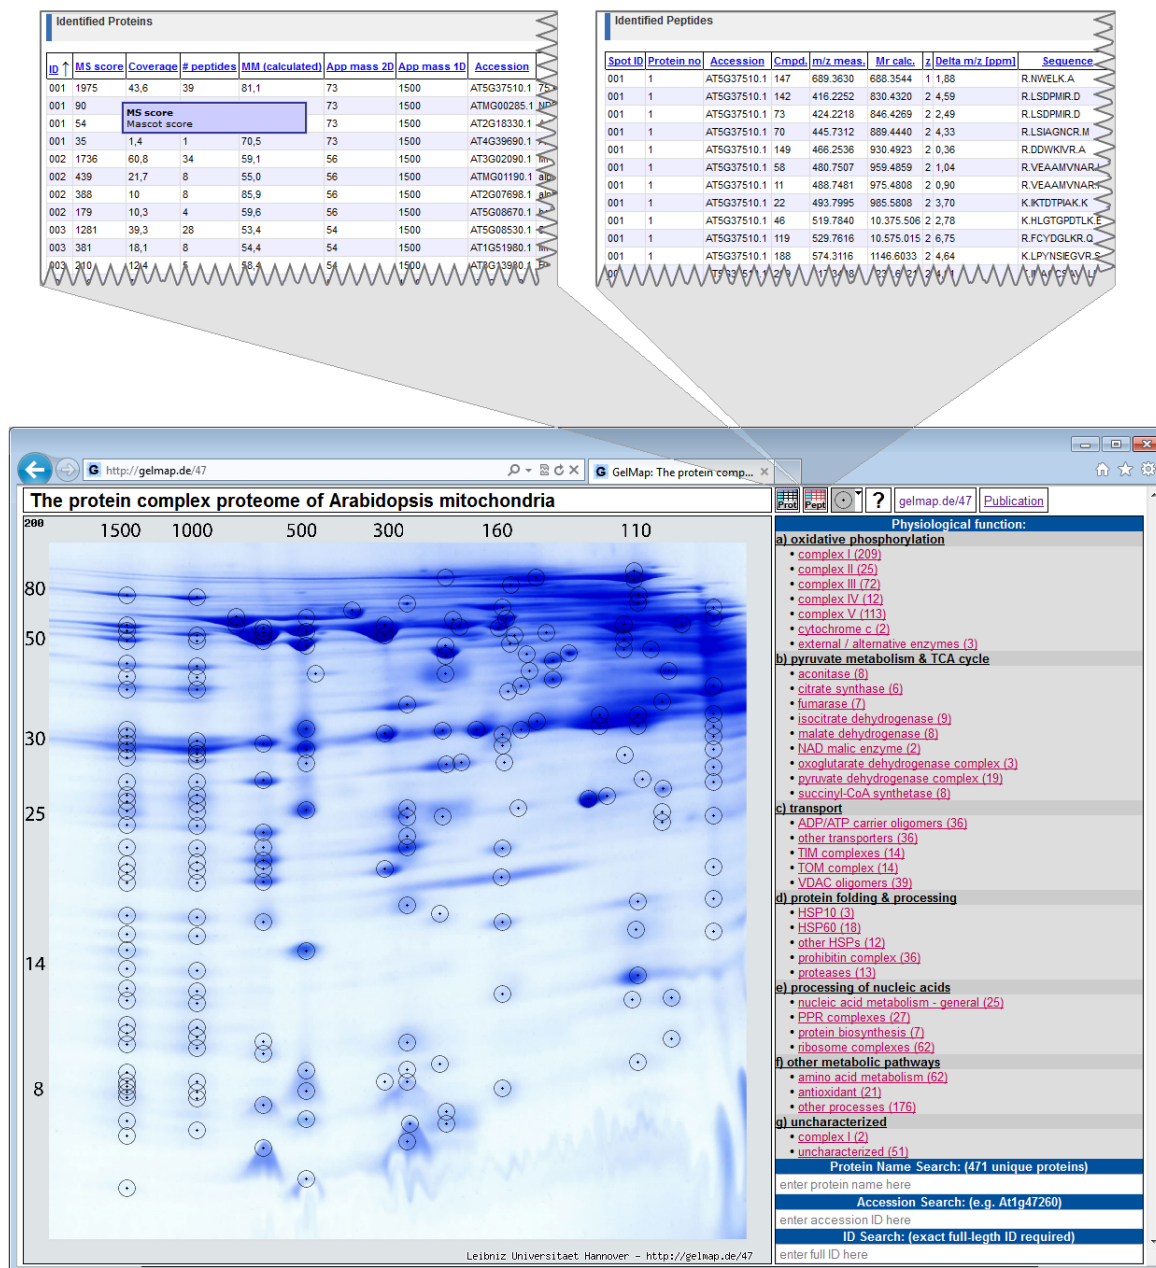 Identified Proteins
ID ↑ MS score Coverage # peptides MM (calculated) App mass 2D App mass 1D Accession
001 1975 43,6 39 81,1 73 1500 AT5G37510.1 75
001 90 73 1500 ATMG00285.1
001 54 73 1500 AT2G18330.1
001 35 1,4 1 70,5 73 1500 AT4G39690.1
002 1736 60,8 34 59,1 56 1500 AT3G02090.1
002 439 21,7 8 55,0 56 1500 ATMG01190.1
002 388 10 8 85,9 56 1500 AT2G07698.1
002 179 10,3 4 59,6 56 1500 AT5G08670.1
003 1281 39,3 28 53,4 54 1500 AT5G08530.1
003 381 18,1 8 54,4 54 1500 AT1G51980.1
003 210 12,4 5 58,4 54 1500 AT3G13930.1
MS score
Mascot score
Identified Peptides
Spot ID Protein no Accession Cmpd. m/z meas. Mr calc. z Delta m/z [ppm] Sequence
001 1 AT5G37510.1 147 689.3630 688.3544 1 1,88 R.NWELK.A
001 1 AT5G37510.1 142 416.2252 830.4320 2 4,59 R.LSDPMIR.D
001 1 AT5G37510.1 73 424.2218 846.4269 2 2,49 R.LSDPMIR.D
001 1 AT5G37510.1 70 445.7312 889.4440 2 4,33 R.LSIAGNCR.M
001 1 AT5G37510.1 149 466.2536 930.4923 2 0,36 R.DDWKIVR.A
001 1 AT5G37510.1 58 480.7507 959.4859 2 1,04 R.VEAAMVNAR.
001 1 AT5G37510.1 11 488.7481 975.4808 2 0,90 R.VEAAMVNAR.
001 1 AT5G37510.1 22 493.7995 985.5808 2 3,70 K.IKTDTPIAK.K
001 1 AT5G37510.1 46 519.7840 10.375.506 2 2,78 K.HLGTGPDTLK.E
001 1 AT5G37510.1 119 529.7616 10.575.015 2 6,75 R.FCYDGLKR.Q
001 1 AT5G37510.1 188 574.3116 1146.6033 2 4,64 K.LPYNSIEGVR.S
G http://gelmap.de/47
G GelMap: The protein comp...
The protein complex proteome of Arabidopsis mitochondria
Prot Pept ? gelmap.de/47 Publication
200 1500 1000 500 300 160 110
80
50
30
25
14
8
Leibniz Universitaet Hannover - http://gelmap.de/47
Physiological function:
a) oxidative phosphorylation
• complex I (209)
• complex II (25)
• complex III (72)
• complex IV (12)
• complex V (113)
• cytochrome c (2)
• external / alternative enzymes (3)
b) pyruvate metabolism & TCA cycle
• aconitase (8)
• citrate synthase (6)
• fumarase (7)
• isocitrate dehydrogenase (9)
• malate dehydrogenase (8)
• NAD malic enzyme (2)
• oxoglutarate dehydrogenase complex (3)
• pyruvate dehydrogenase complex (19)
• succinyl-CoA synthetase (8)
c) transport
• ADP/ATP carrier oligomers (36)
• other transporters (36)
• TIM complexes (14)
• TOM complex (14)
• VDAC oligomers (39)
d) protein folding & processing
• HSP10 (3)
• HSP60 (18)
• other HSPs (12)
• prohibitin complex (36)
• proteases (13)
e) processing of nucleic acids
• nucleic acid metabolism - general (25)
• PPR complexes (27)
• protein biosynthesis (7)
• ribosome complexes (62)
f) other metabolic pathways
• amino acid metabolism (62)
• antioxidant (21)
• other processes (176)
g) uncharacterized
• complex I (2)
• uncharacterized (51)
Protein Name Search: (471 unique proteins)
enter protein name here
Accession Search: (e.g. At1g47260)
enter accession ID here
ID Search: (exact full-legth ID required)
enter full ID here